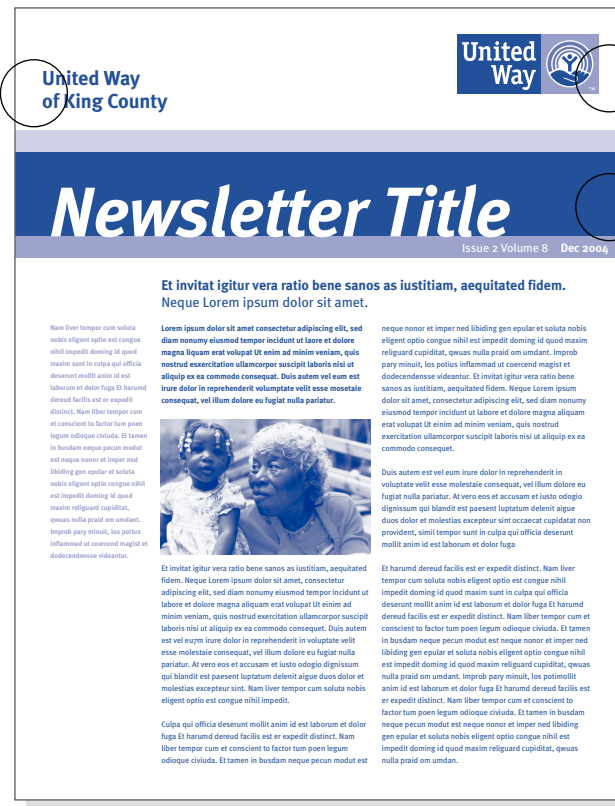 United Way
of King County
United
Way
TM
Newsletter Title
Issue 2 Volume 8 Dec 2004
Et invitat igitur vera ratio bene sanos as iustitiam, aequitated fidem.
Neque Lorem ipsum dolor sit amet.
Nam liver tempor cum soluta
nobis eligent optio est congue
nihil impedit doming id quod
maxim sunt in culpa qui officia
deserunt mollit anim id est
laborum et dolor fuga Et harumd
dereud facilis est er expedit
distinct. Nam liber tempor cum
et conscient to factor tum poen
legum odioque civiuda. Et tamen
in busdam neque pecun modut
est neque nonor et imper ned
libiding gen epular et soluta
nobis eligent optio congue nihil
est impedit doming id quod
maxim religuard cupiditat,
qwuas nulla praid om umdant.
Improb pary minuit, los potius
inflammad ut coercend magist et
dodecendensse videantur.
Lorem ipsum dolor sit amet consectetur adipiscing elit, sed
diam nonumy eiusmod tempor incidunt ut laore et dolore
magna liquam erat volupat Ut enim ad minim veniam, quis
nostrud exserkitation ullamcorpor suscipit laboris nisi ut
aliquip ex ea commodo consequat. Duis autem vel eum est
irure dolor in reprehenderit voluptate velit esse mosetaie
consequat, vel illum dolore eu fugiat nulla pariatur.
Et invitat igitur vera ratio bene sanos as iustitiam, aequitated
fidem. Neque Lorem ipsum dolor sit amet, consectetur
adipiscing elit, sed diam nonumy eiusmod tempor incidunt ut
labore et dolore magna aliquam erat volupat Ut einim ad
minim veniam, quis nostrud exercitation ullamcorpor suscipit
laboris nisi ut aliquip ex ea commodo consequat. Duis autem
est vel eu7m irure dolor in reprehenderit in voluptate velit
esse molestaie comsequat, vel illum dolore eu fugiat nulla
pariatur. At vero eos et accusam et iusto odogio dignissum
qui blandit est paesent luptatum delenit aigue duos dolor et
molestias excepteur sint. Nam liver tempor cum soluta nobis
eligent optio est congue nihil impedit.
Culpa qui officia deserunt mollit anim id est laborum et dolor
fuga Et harumd facilis est er expedit distinct. Nam
liber tempor cum et conscient to factor tum poen legum
odioque civiuda. Et tamen in busdam neque pecun modut est
neque nonor et imper ned libiding gen epular et soluta nobis
eligent optio congue nihil est impedit doming id quod maxim
religuard cupiditat, qwuas nulla praid om umdant. Improb
pary minuit, los potius inflammad ut coercend magist et
dodecendensse videantur. Et invitat igitur vera ratio bene
sanos as iustitiam, aequitated fidem. Neque Lorem ipsum
dolor sit amet, consectetur adipiscing elit, sed diam nonumy
eiusmod tempor incidunt ut labore et dolore magna aliquam
erat volupat Ut enim ad minim veniam, quis nostrud
exercitation ullamcorpor suscipit laboris nisi ut aliquip ex ea
commodo consequat.
Duis autem est vel eum irure dolor in reprehenderit in
voluptate velit esse molestaie consequat, vel illum dolore eu
fugiat nulla pariatur. At vero eos et accusam et iusto odogio
dignissum qui blandit est paesent luptatum delenit aigue
duos dolor et molestias excepteur sint occaecat cupidatat non
provident, simil tempor sunt in culpa qui officia deserunt
mollit anim id est laborum et dolor fuga
Et harumd dereud facilis est er expedit distinct. Nam liver
tempor cum soluta nobis eligent optio est congue nihil
impedit doming id quod maxim sunt in culpa qui officia
deserunt mollit anim id est laborum et dolor fuga Et harumd
dereud facilis est er expedit distinct. Nam liber tempor cum et
conscient to factor tum poen legum odioque civiuda. Et tamen
in busdam neque pecun modut est neque nonor et imper ned
libiding gen epular et soluta nobis eligent optio congue nihil
est impedit doming id quod maxim religuard cupiditat, qwuas
nulla praid om umdant. Improb pary minuit, los potimollit
anim id est laborum et dolor fuga Et harumd dereud facilis est
er expedit distinct. Nam liber tempor cum et conscient to
factor tum poen legum odioque civiuda. Et tamen in busdam
neque pecun modut est neque nonor et imper ned libiding
gen epular et soluta nobis eligent optio congue nihil est
impedit doming id quod maxim religuard cupiditat, qwuas
nulla praid om umdan.